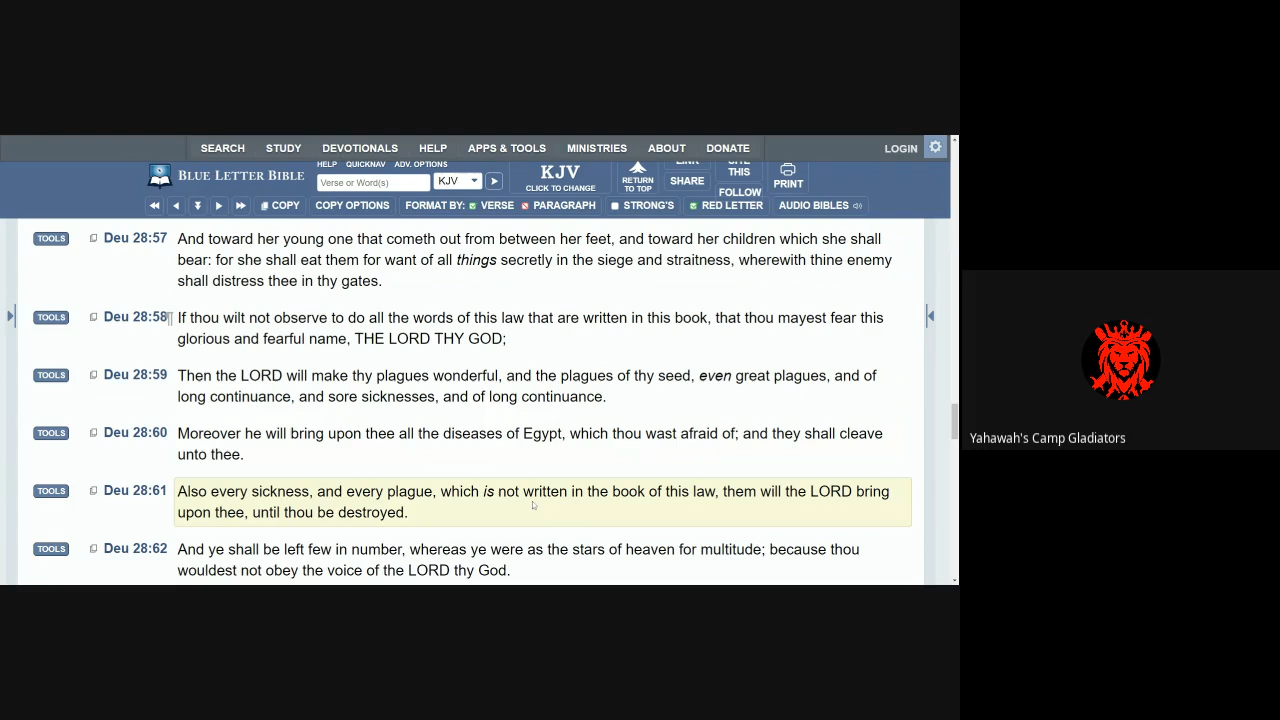 SEARCH STUDY DEVOTIONALS HELP APPS & TOOLS MINISTRIES ABOUT DONATE LOGIN
HELP QUICKNAV ADV. OPTIONS
BLUE LETTER BIBLE
Verse or Word(s) KJV
KJV
CLICK TO CHANGE
RETURN
TO TOP
LINK
SHARE
CITE
THIS
FOLLOW
PRINT
COPY COPY OPTIONS FORMAT BY: VERSE PARAGRAPH STRONG'S RED LETTER AUDIO BIBLES
TOOLS Deu 28:57 And toward her young one that cometh out from between her feet, and toward her children which she shall
bear: for she shall eat them for want of all things secretly in the siege and straitness, wherewith thine enemy
shall distress thee in thy gates.
TOOLS Deu 28:58 ¶ If thou wilt not observe to do all the words of this law that are written in this book, that thou mayest fear this
glorious and fearful name, THE LORD THY GOD;
TOOLS Deu 28:59 Then the LORD will make thy plagues wonderful, and the plagues of thy seed, even great plagues, and of
long continuance, and sore sicknesses, and of long continuance.
TOOLS Deu 28:60 Moreover he will bring upon thee all the diseases of Egypt, which thou wast afraid of; and they shall cleave
unto thee.
TOOLS Deu 28:61 Also every sickness, and every plague, which is not written in the book of this law, them will the LORD bring
upon thee, until thou be destroyed.
TOOLS Deu 28:62 And ye shall be left few in number, whereas ye were as the stars of heaven for multitude; because thou
wouldest not obey the voice of the LORD thy God.
Yahawah's Camp Gladiators